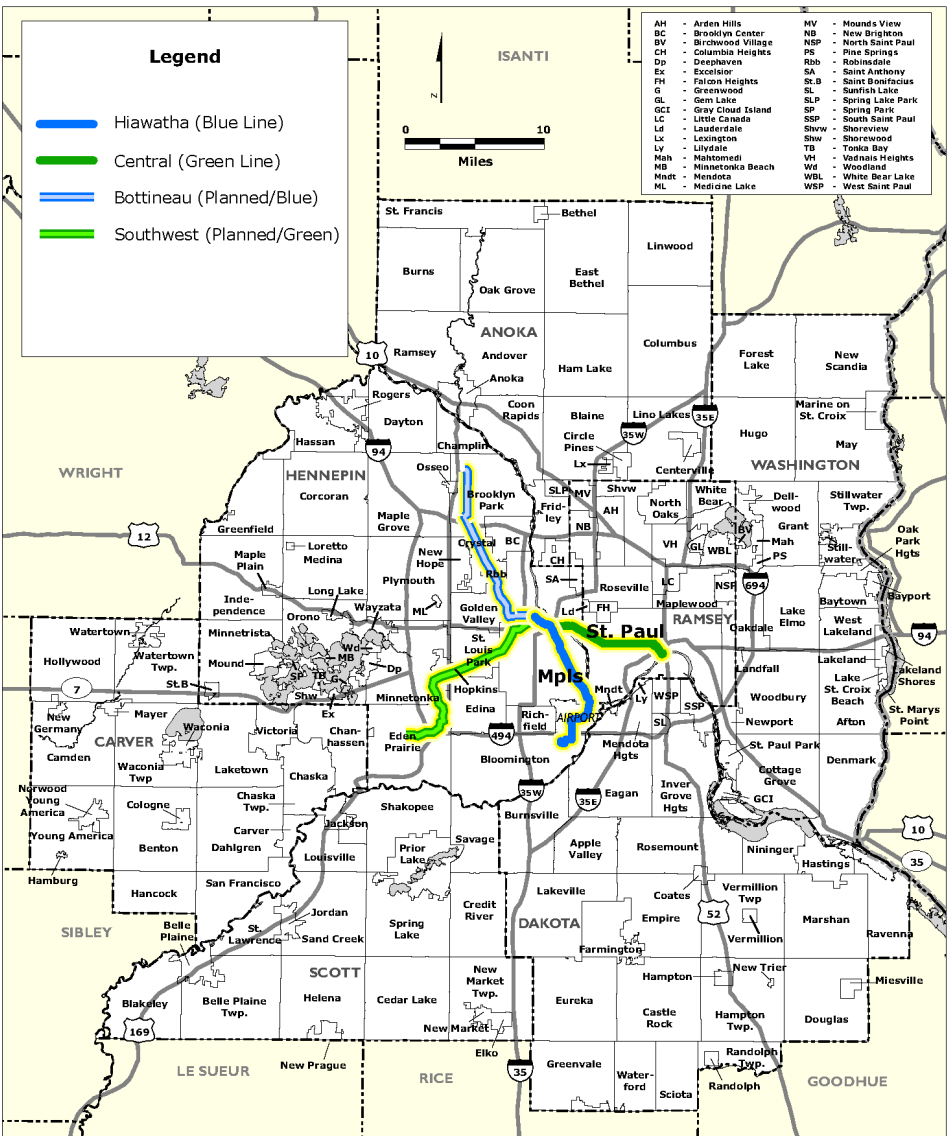 Legend
Hiawatha (Blue Line)
Central (Green Line)
Bottineau (Planned/Blue)
Southwest (Planned/Green)
ISANTI
N
0 10
Miles
AH - Arden Hills
BC - Brooklyn Center
BV - Birchwood Village
CH - Columbia Heights
Dp - Deephaven
Ex - Excelsior
FH - Falcon Heights
G - Greenwood
GL - Gem Lake
GCI - Gray Cloud Island
LC - Little Canada
Ld - Lauderdale
Lx - Lexington
Ly - Lilydale
Mah - Mahtomedi
MB - Minnetonka Beach
Mndt - Mendota
ML - Medicine Lake
MV - Mounds View
NB - New Brighton
NSP - North Saint Paul
PS - Pine Springs
Rbb - Robinsdale
SA - Saint Anthony
St.B - Saint Bonifacius
SL - Sunfish Lake
SLP - Spring Lake Park
SP - Spring Park
SSP - South Saint Paul
Shvw - Shoreview
Shw - Shorewood
TB - Tonka Bay
VH - Vadnais Heights
Wd - Woodland
WBL - White Bear Lake
WSP - West Saint Paul
St. Francis
Bethel
Linwood
Burns
East
Bethel
Oak Grove
ANOKA
Columbus
10
Ramsey
Andover
Ham Lake
Forest
Lake
New
Scandia
Anoka
Rogers
Coon
Rapids
Blaine
Lino Lakes
35E
Marine on
St. Croix
Dayton
Circle
Pines
35W
Hugo
May
Hassan
94
Champlin
Lx
Centerville
WASHINGTON
WRIGHT
HENNEPIN
Osseo
Corcoran
Brooklyn
Park
SLP
MV
Shvw
White
Bear
Dell-
wood
Stillwater
Twp.
Maple
Grove
Frid-
ley
AH
North
Oaks
Greenfield
NB
BV
Grant
Oak
Park
Hgts
12
Crystal
BC
VH
GL
WBL
Mah
Still-
water
Loretto
Medina
New
Hope
CH
PS
Maple
Plain
Plymouth
Rbb
SA
Roseville
LC
NSP
694
Bayport
Long Lake
Inde-
pendence
Wayzata
ML
Golden
Valley
Ld
FH
Maplewood
RAMSEY
Lake
Elmo
Baytown
Orono
Watertown
Minnetrista
St.
Louis
Park
St. Paul
Oakdale
West
Lakeland
94
Hollywood
Watertown
Twp.
Mound
Wd
MB
Dp
Lakeland
Lakeland
Shores
SP
TB
G
Mpls
Landfall
Lake
St. Croix
Beach
7
St.B
Shw
Minnetonka
Hopkins
Mndt
Ly
WSP
Woodbury
Ex
Edina
SSP
St. Marys
Point
New
Germany
Mayer
Waconia
Victoria
Chan-
hassen
Rich-
field
AIRPORT
SL
Newport
Afton
CARVER
Eden
Prairie
494
Mendota
Hgts
St. Paul Park
Camden
Waconia
Twp
Laketown
Chaska
Bloomington
Cottage
Grove
Denmark
Norwood
Young
America
Cologne
Chaska
Twp.
Shakopee
35W
35E
Eagan
Inver
Grove
Hgts
GCI
Burnsville
Young America
Carver
Jackson
10
Benton
Dahlgren
Louisville
Prior
Lake
Savage
Apple
Valley
Rosemount
Nininger
35
Hamburg
Hastings
Hancock
San Francisco
Lakeville
Coates
Vermillion
Twp
Jordan
Credit
River
52
Marshan
SIBLEY
Belle
Plaine
St.
Lawrence
Sand Creek
Spring
Lake
DAKOTA
Empire
Vermillion
Ravenna
Farmington
SCOTT
New
Market
Twp.
Hampton
New Trier
Miesville
Blakeley
Belle Plaine
Twp.
Helena
Cedar Lake
Eureka
Castle
Rock
Hampton
Twp.
Douglas
169
New Market
Elko
New Prague
35
Greenvale
Randolph
Twp.
LE SUEUR
RICE
Water-
ford
Sciota
Randolph
GOODHUE